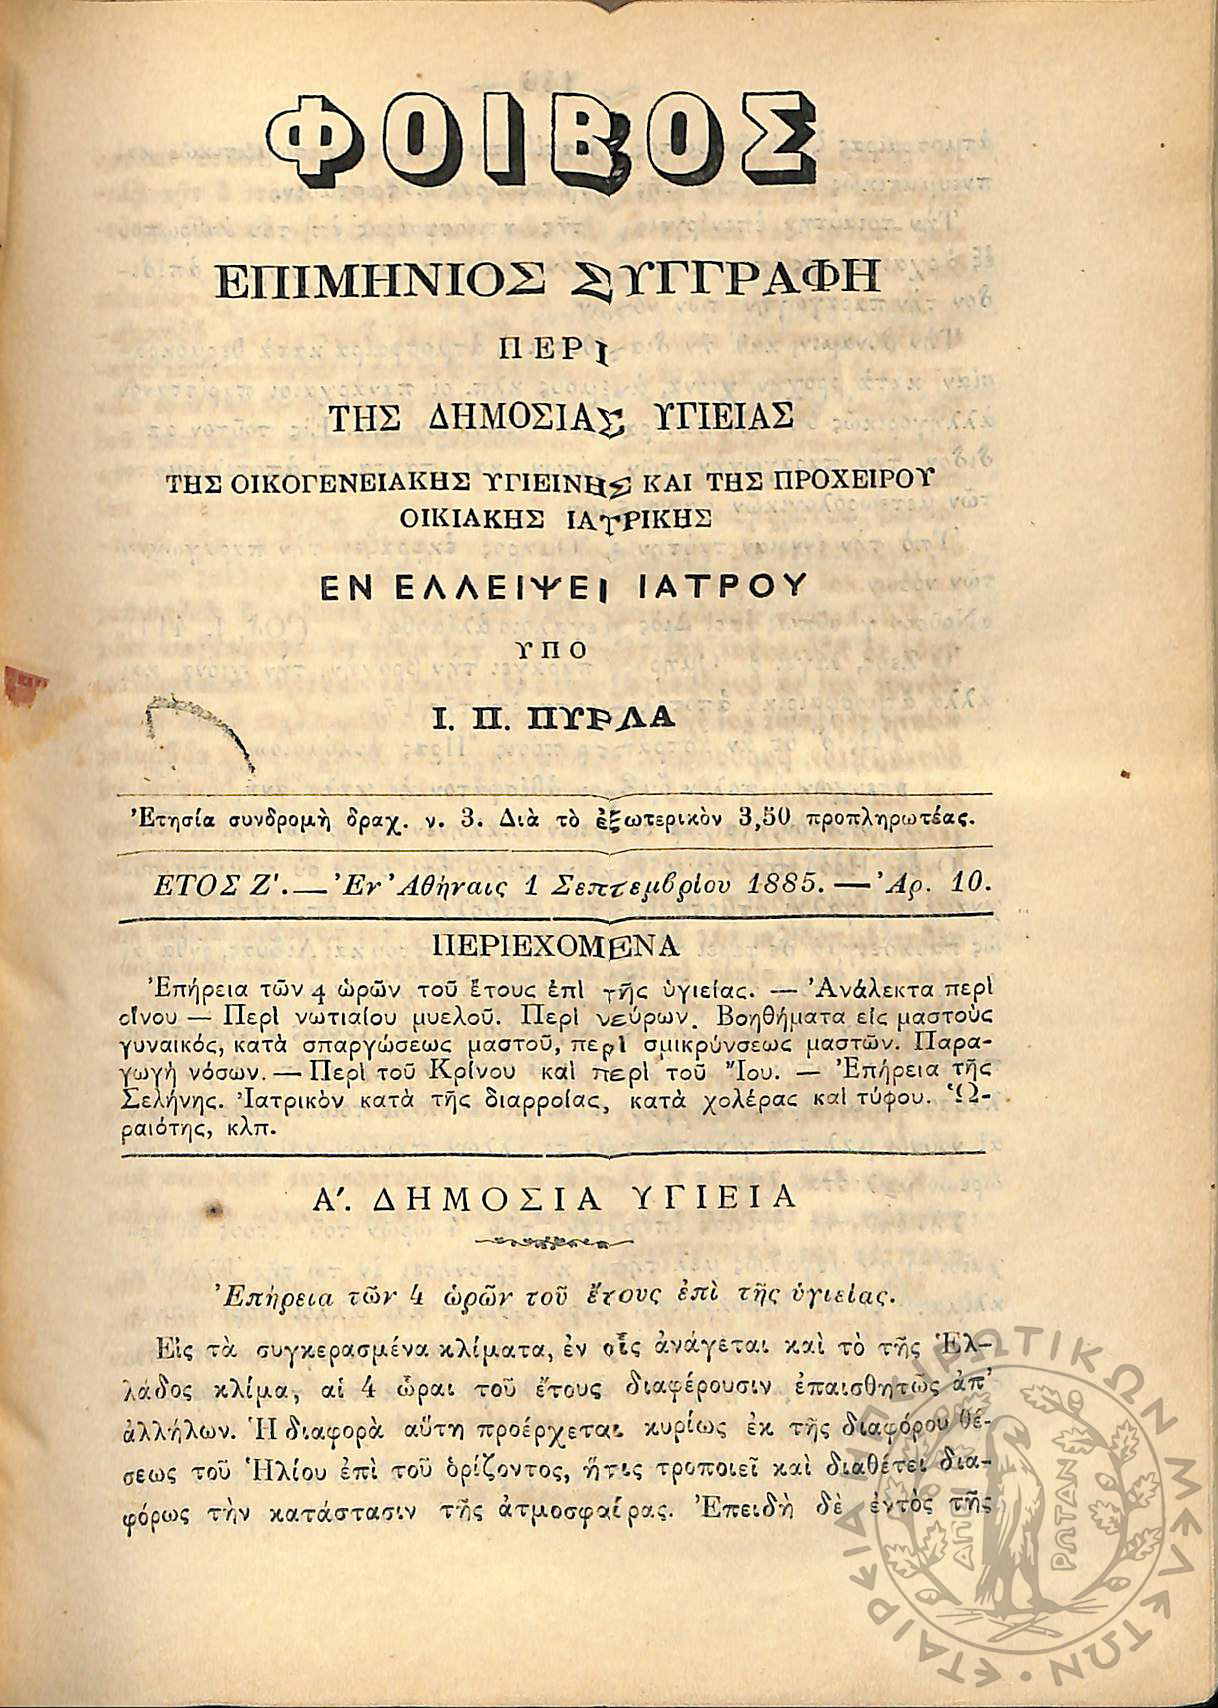 ΦΟΙΒΟΣ
ΕΠΙΜΗΝΙΟΣ ΣΥΓΓΡΑΦΗ
ΠΕΡΙ
ΤΗΣ ΔΗΜΟΣΙΑΣ ΥΓΙΕΙΑΣ
ΤΗΣ ΟΙΚΟΓΕΝΕΙΑΚΗΣ ΥΓΙΕΙΝΗΣ ΚΑΙ ΤΗΣ ΠΡΟΧΕΙΡΟΥ
ΟΙΚΙΑΚΗΣ ΙΑΤΡΙΚΗΣ
ΕΝ ΕΛΛΕΙΨΕΙ ΙΑΤΡΟΥ
ΥΠΟ
Ι. Π. ΠΥΡΛΑ
Ἐτησία συνδρομὴ δραχ. ν. 3. Διὰ τὸ ἐξωτερικὸν 3,50 προπληρωτέας.
ΕΤΟΣ Ζ'.— Ἐν Ἀθήναις 1 Σεπτεμβρίου 1885. — Ἀρ. 10.
ΠΕΡΙΕΧΟΜΕΝΑ
Ἐπήρεια τῶν 4 ὡρῶν τοῦ ἔτους ἐπὶ τῆς ὑγιείας. — Ἀνάλεκτα περὶ
οἴνου — Περὶ νωτιαίου μυελοῦ. Περὶ νεύρων. Βοηθήματα εἰς μαστοὺς
γυναικός, κατὰ σπαργώσεως μαστοῦ, περὶ σμικρύνσεως μαστῶν. Παρα-
γωγὴ νόσων. — Περὶ τοῦ Κρίνου καὶ περὶ τοῦ Ἴου. — Ἐπήρεια τῆς
Σελήνης. Ἰατρικὸν κατὰ τῆς διαρροίας, κατὰ χολέρας καὶ τύφου. Ὡ-
ραιότης, κλπ.
Α'. ΔΗΜΟΣΙΑ ΥΓΙΕΙΑ
Ἐπήρεια τῶν 4 ὡρῶν τοῦ ἔτους ἐπὶ τῆς ὑγιείας.
Εἰς τὰ συγκερασμένα κλίματα, ἐν οἷς ἀνάγεται καὶ τὸ τῆς Ἑλ-
λάδος κλίμα, αἱ 4 ὧραι τοῦ ἔτους διαφέρουσιν ἐπαισθητῶς ἀπ'
ἀλλήλων. Ἡ διαφορὰ αὕτη προέρχεται κυρίως ἐκ τῆς διαφόρου θέ-
σεως τοῦ Ἡλίου ἐπὶ τοῦ ὁρίζοντος, ἥτις τροποιεῖ καὶ διαθέτει δια-
φόρως τὴν κατάστασιν τῆς ἀτμοσφαίρας. Ἐπειδὴ δὲ ἐντὸς τῆς
ΕΤΑΙΡΕΙΑ ΗΠΕΙΡΩΤΙΚΩΝ ΜΕΛΕΤΩΝ
ΑΠΕΙ ΡΩΤΑΝ